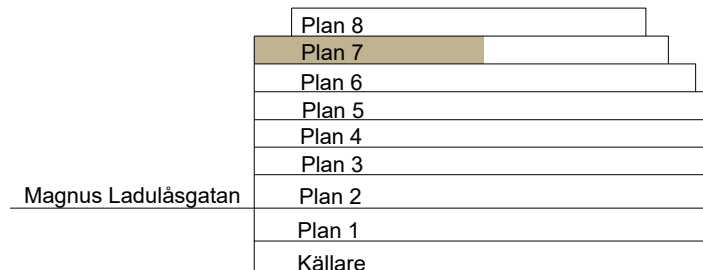 Plan 8
Plan 7
Plan 6
Plan 5
Plan 4
Plan 3
Magnus Ladulåsgatan Plan 2
Plan 1
Källare